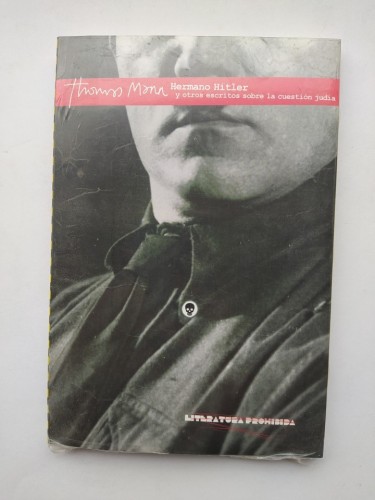 Thomas Mann
Hermano Hitler
y otros escritos sobre la cuestión judía
LITERATURA PROHIBIDA